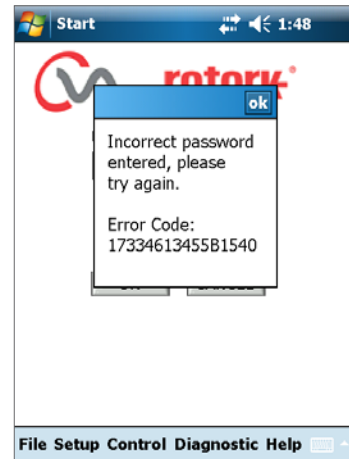 Start 1:48
rotork
ok
Incorrect password
entered, please
try again.
Error Code:
17334613455B1540
File Setup Control Diagnostic Help